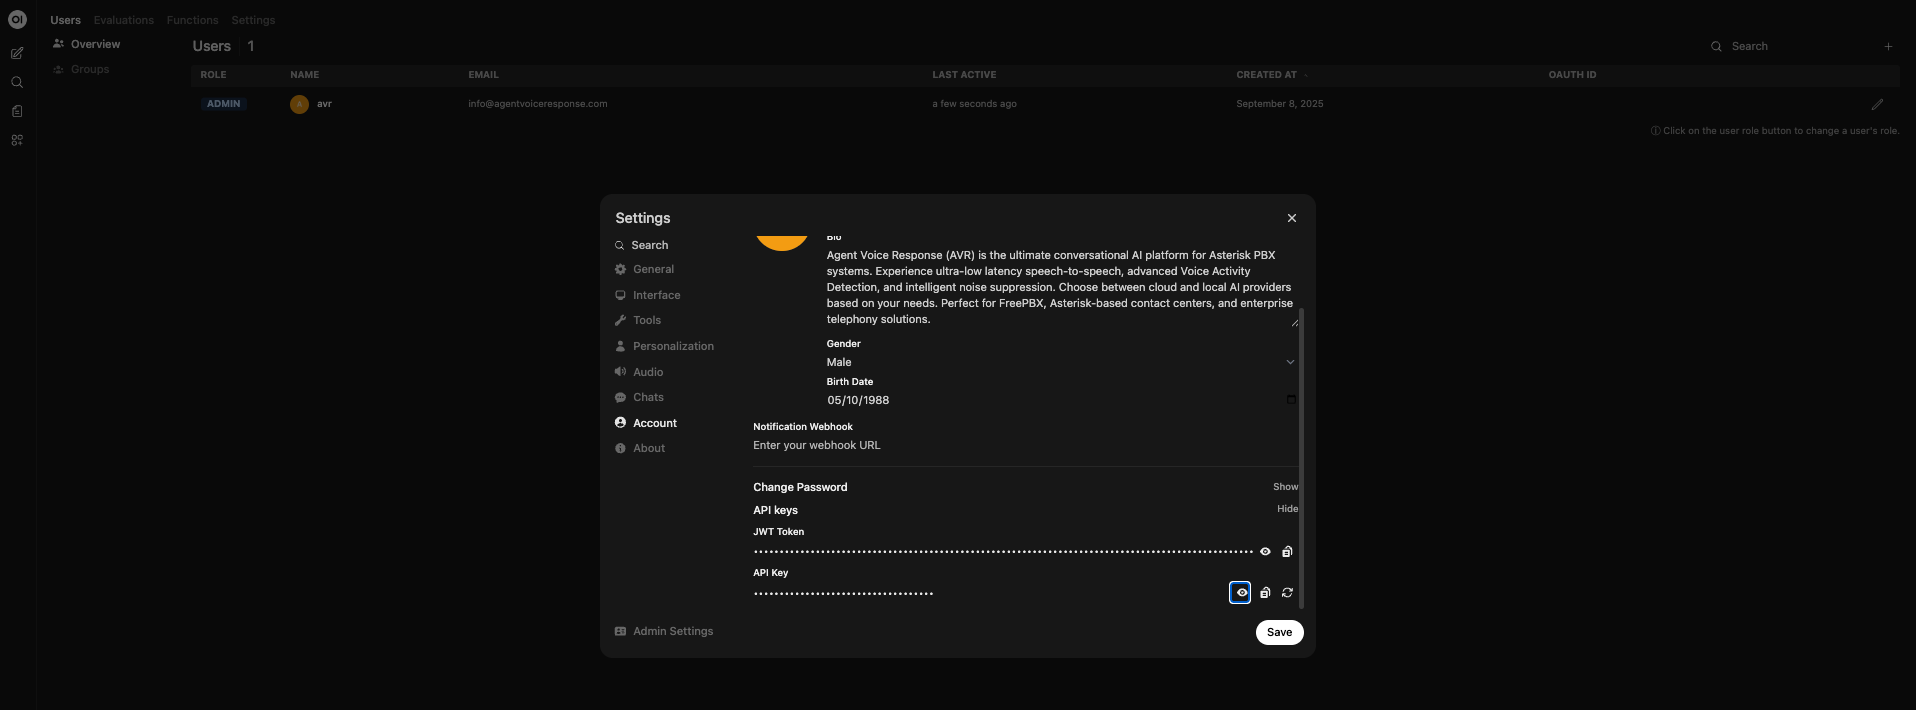 OI
Users Evaluations Functions Settings
Overview
Groups
Users 1
Search
ROLE NAME EMAIL LAST ACTIVE CREATED AT OAUTH ID
ADMIN A avr info@agentvoiceresponse.com a few seconds ago September 8, 2025
Click on the user role button to change a user's role.
Settings
Search
General
Interface
Tools
Personalization
Audio
Chats
Account
About
Admin Settings
Bio
Agent Voice Response (AVR) is the ultimate conversational AI platform for Asterisk PBX
systems. Experience ultra-low latency speech-to-speech, advanced Voice Activity
Detection, and intelligent noise suppression. Choose between cloud and local AI providers
based on your needs. Perfect for FreePBX, Asterisk-based contact centers, and enterprise
telephony solutions.
Gender
Male
Birth Date
05/10/1988
Notification Webhook
Enter your webhook URL
Change Password Show
API keys Hide
JWT Token
API Key
Save